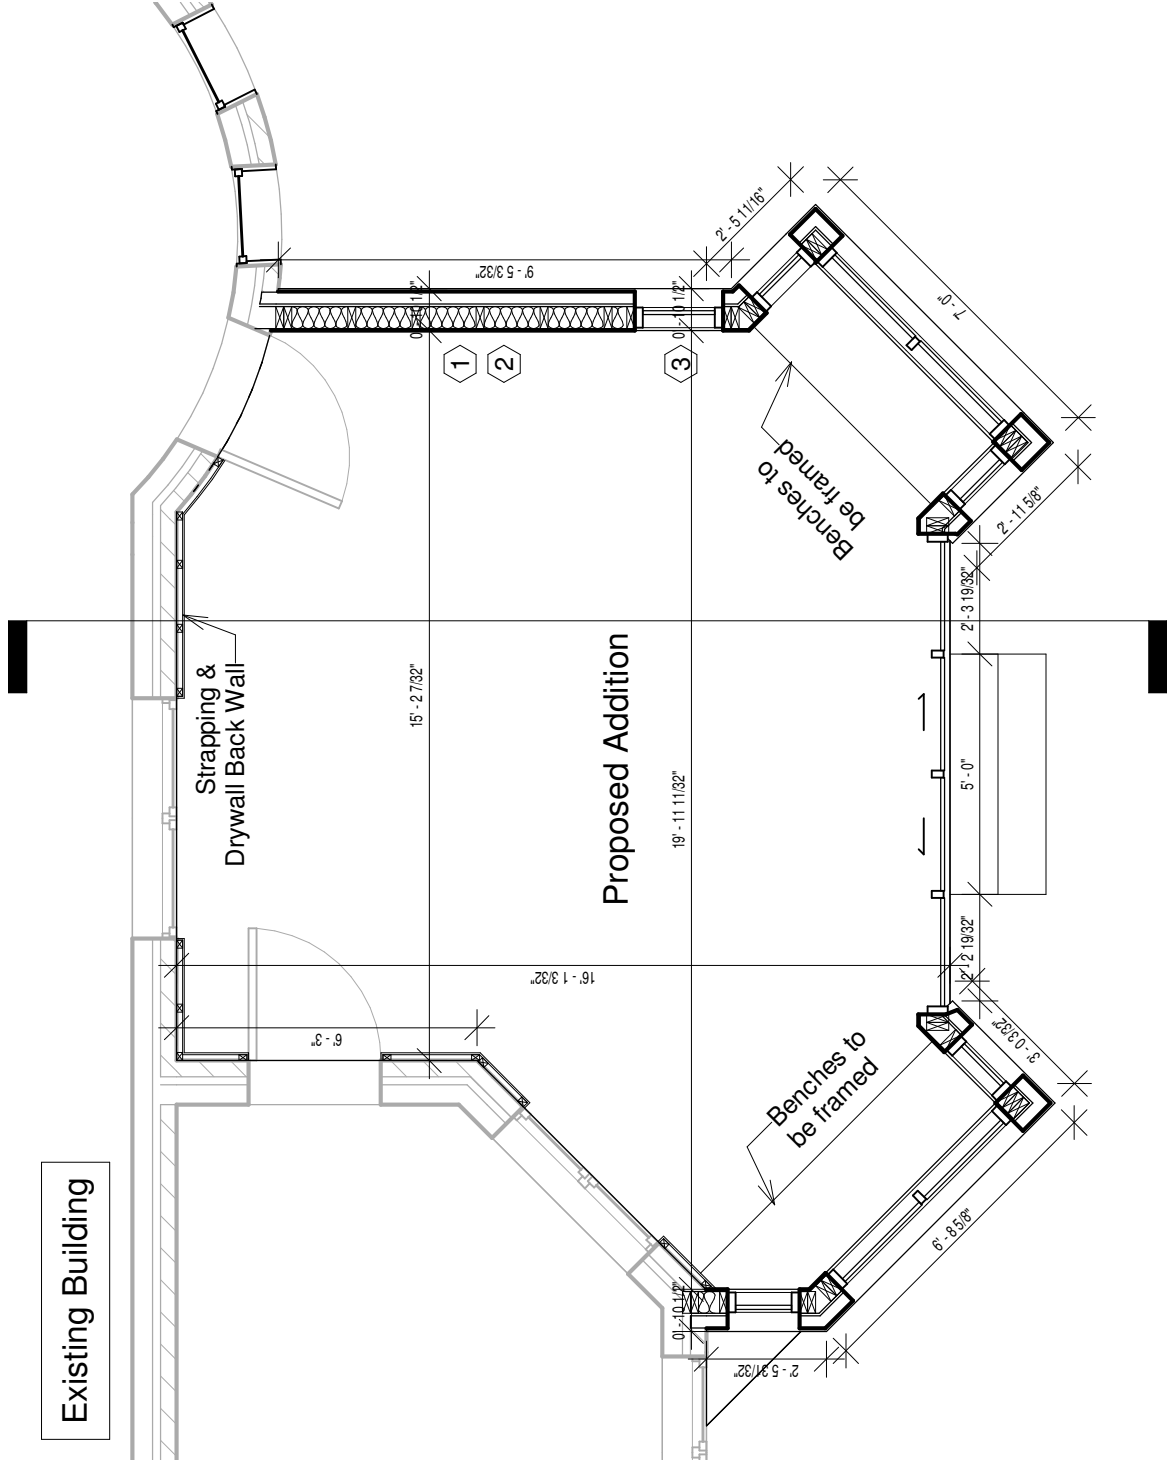 2' - 5 11/16"
9' - 5 3/32"
0' - 10 1/2"
0' - 10 1/2"
7' - 0"
1
2
3
Benches to
be framed
2' - 11 5/8"
2' - 3 19/32"
Strapping &
Drywall Back Wall
15' - 2 7/32"
Proposed Addition
19' - 11 11/32"
5' - 0"
2' - 2 19/32"
16' - 1 3/32"
6' - 3"
3' - 0 3/32"
Benches to
be framed
Existing Building
6' - 8 5/8"
0' - 10 1/2"
2' - 5 31/32"